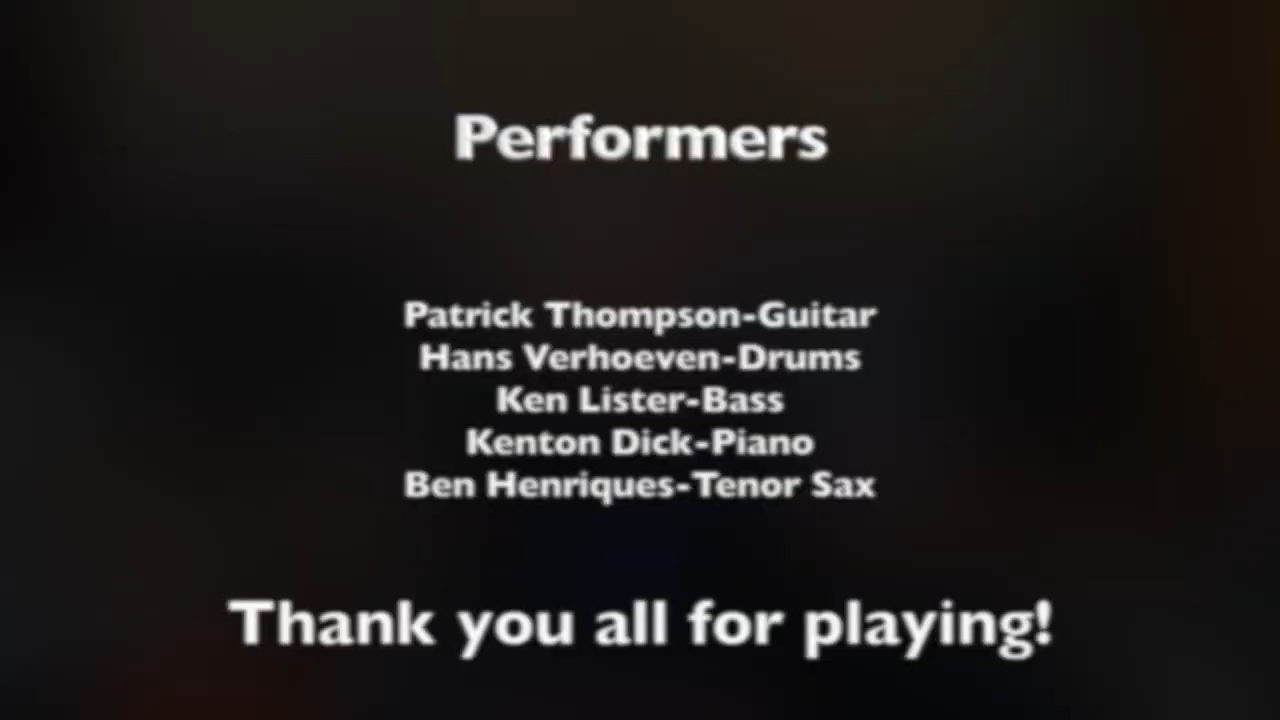 Performers
Patrick Thompson-Guitar
Hans Verhoeven-Drums
Ken Lister-Bass
Kenton Dick-Piano
Ben Henriques-Tenor Sax
Thank you all for playing!